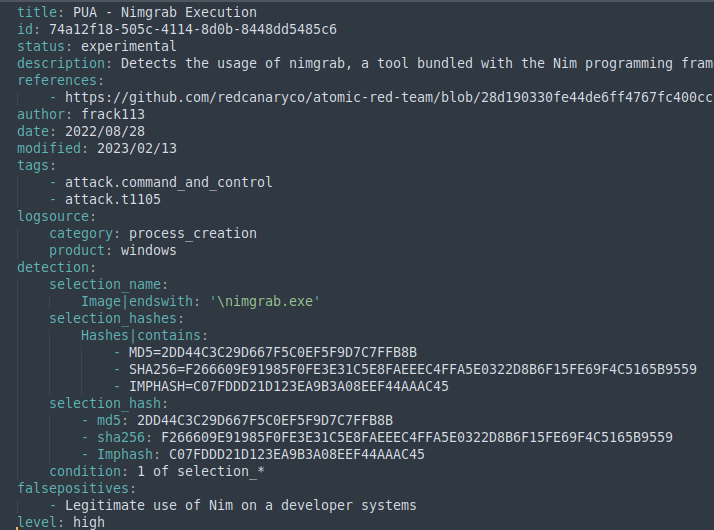 title: PUA - Nimgrab Execution
id: 74a12f18-505c-4114-8d0b-8448dd5485c6
status: experimental
description: Detects the usage of nimgrab, a tool bundled with the Nim programming fram
references:
- https://github.com/redcanaryco/atomic-red-team/blob/28d190330fe44de6ff4767fc400cc
author: frack113
date: 2022/08/28
modified: 2023/02/13
tags:
- attack.command_and_control
- attack.t1105
logsource:
category: process_creation
product: windows
detection:
selection_name:
Image|endswith: '\nimgrab.exe'
selection_hashes:
Hashes|contains:
- MD5=2DD44C3C29D667F5C0EF5F9D7C7FFB8B
- SHA256=F266609E91985F0FE3E31C5E8FAEEEC4FFA5E0322D8B6F15FE69F4C5165B9559
- IMPHASH=C07FDDD21D123EA9B3A08EEF44AAAC45
selection_hash:
- md5: 2DD44C3C29D667F5C0EF5F9D7C7FFB8B
- sha256: F266609E91985F0FE3E31C5E8FAEEEC4FFA5E0322D8B6F15FE69F4C5165B9559
- Imphash: C07FDDD21D123EA9B3A08EEF44AAAC45
condition: 1 of selection_*
falsepositives:
- Legitimate use of Nim on a developer systems
level: high